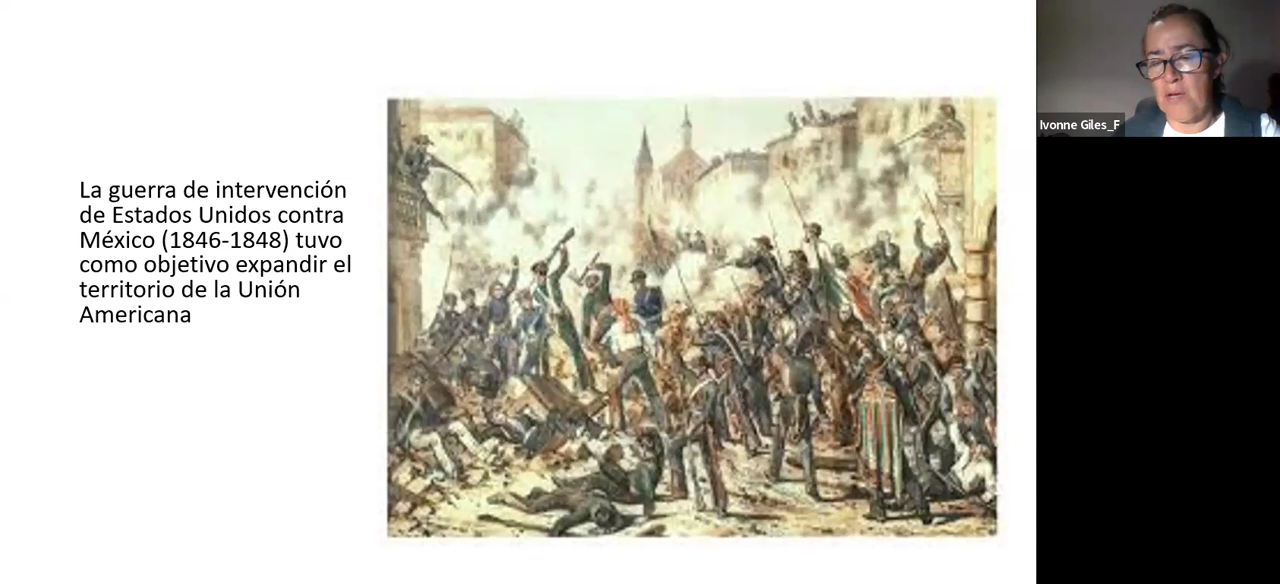 La guerra de intervención
de Estados Unidos contra
México (1846-1848) tuvo
como objetivo expandir el
territorio de la Unión
Americana
Ivonne Giles_F